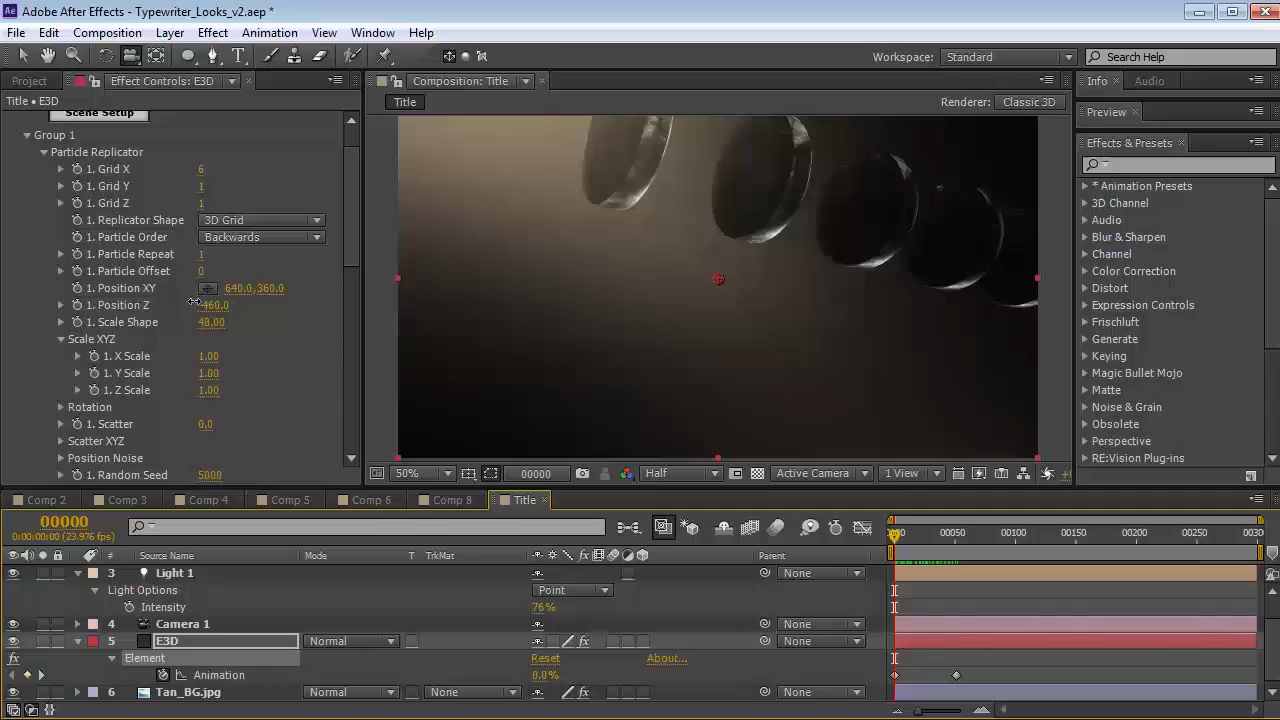 Adobe After Effects - Typewriter_Looks_v2.aep *
File Edit Composition Layer Effect Animation View Window Help
Workspace: Standard Search Help
Project Effect Controls: E3D Composition: Title Info Audio
Title • E3D Title Renderer: Classic 3D
Scene Setup
Preview
Group 1
Particle Replicator
1. Grid X 6
1. Grid Y 1
1. Grid Z 1
1. Replicator Shape 3D Grid
1. Particle Order Backwards
1. Particle Repeat 1
1. Particle Offset 0
1. Position XY 640.0,360.0
1. Position Z -460.0
1. Scale Shape 48.00
Scale XYZ
1. X Scale 1.00
1. Y Scale 1.00
1. Z Scale 1.00
Rotation
1. Scatter 0.0
Scatter XYZ
Position Noise
1. Random Seed 5000
Effects & Presets
* Animation Presets
3D Channel
Audio
Blur & Sharpen
Channel
Color Correction
Distort
Expression Controls
Frischluft
Generate
Keying
Magic Bullet Mojo
Matte
Noise & Grain
Obsolete
Perspective
RE:Vision Plug-ins
50% 00000 Half Active Camera 1 View
Comp 2 Comp 3 Comp 4 Comp 5 Comp 6 Comp 8 Title
00000
0:00:00:00 (23.976 fps)
00050 00100 00150 00200 00250
# Source Name Mode T TrkMat Parent
3 Light 1 None
Light Options Point
Intensity 76%
4 Camera 1 None
5 E3D Normal None
Element Reset About...
Animation 0.0%
6 Tan_BG.jpg Normal None None